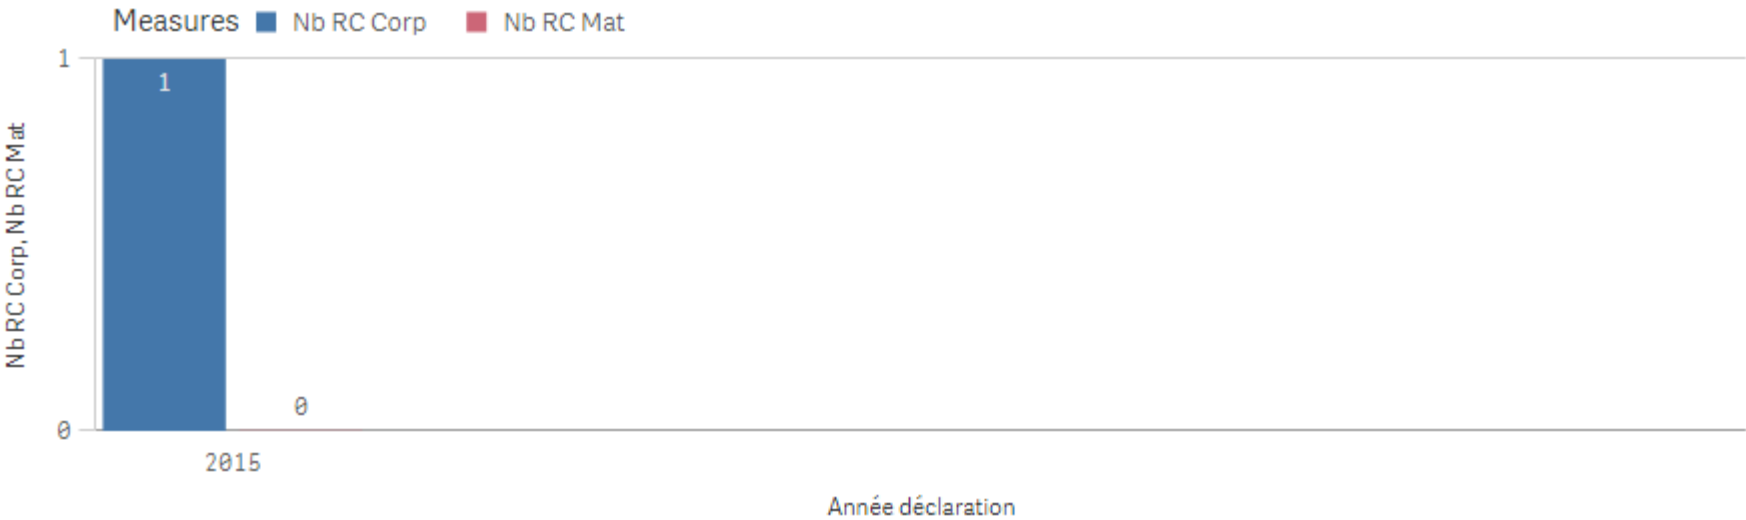 Measures Nb RC Corp Nb RC Mat
1
1
Nb RC Corp, Nb RC Mat
0
0
2015
Année déclaration